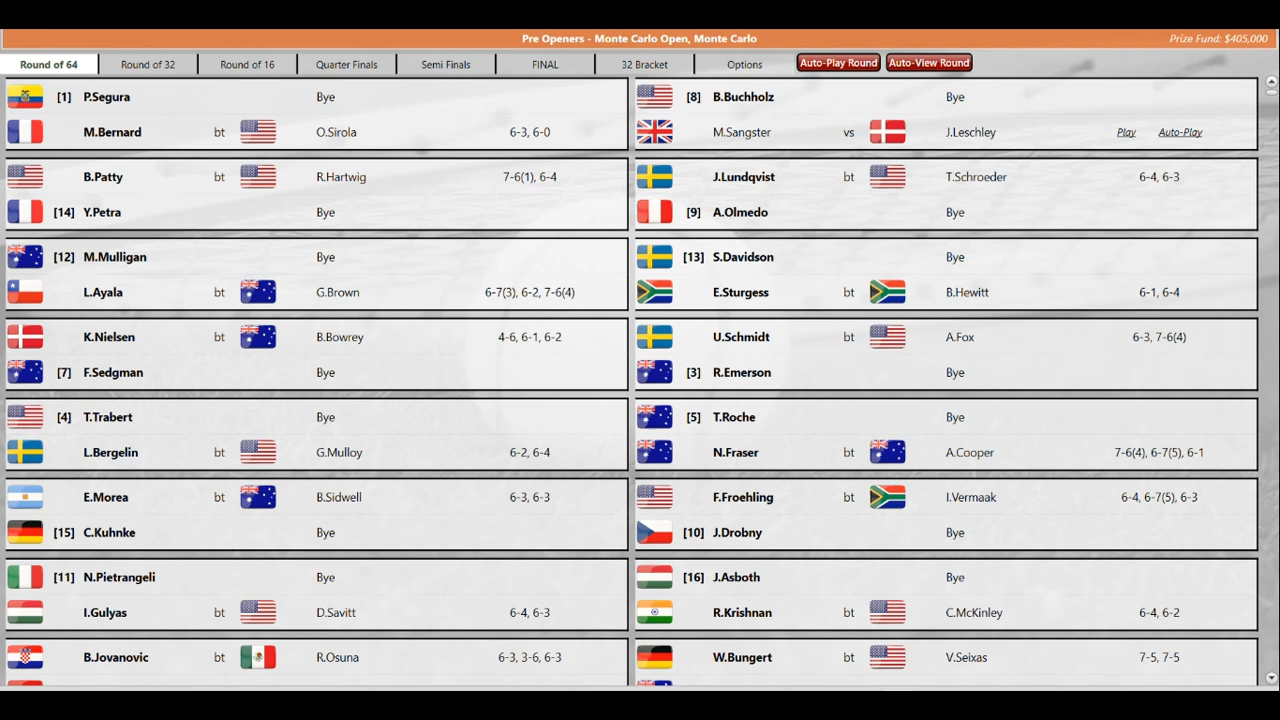 Pre Openers - Monte Carlo Open, Monte Carlo
Prize Fund: $405,000
Round of 64 Round of 32 Round of 16 Quarter Finals Semi Finals FINAL 32 Bracket Options Auto-Play Round Auto-View Round
[1] P.Segura Bye
M.Bernard bt O.Sirola 6-3, 6-0
B.Patty bt R.Hartwig 7-6(1), 6-4
[14] Y.Petra Bye
[12] M.Mulligan Bye
L.Ayala bt G.Brown 6-7(3), 6-2, 7-6(4)
K.Nielsen bt B.Bowrey 4-6, 6-1, 6-2
[7] F.Sedgman Bye
[4] T.Trabert Bye
L.Bergelin bt G.Mulloy 6-2, 6-4
E.Morea bt B.Sidwell 6-3, 6-3
[15] C.Kuhnke Bye
[11] N.Pietrangeli Bye
I.Gulyas bt D.Savitt 6-4, 6-3
B.Jovanovic bt R.Osuna 6-3, 3-6, 6-3
[8] B.Buchholz Bye
M.Sangster vs J.Leschley Play Auto-Play
J.Lundqvist bt T.Schroeder 6-4, 6-3
[9] A.Olmedo Bye
[13] S.Davidson Bye
E.Sturgess bt B.Hewitt 6-1, 6-4
U.Schmidt bt A.Fox 6-3, 7-6(4)
[3] R.Emerson Bye
[5] T.Roche Bye
N.Fraser bt A.Cooper 7-6(4), 6-7(5), 6-1
F.Froehling bt I.Vermaak 6-4, 6-7(5), 6-3
[10] J.Drobny Bye
[16] J.Asboth Bye
R.Krishnan bt C.McKinley 6-4, 6-2
W.Bungert bt V.Seixas 7-5, 7-5